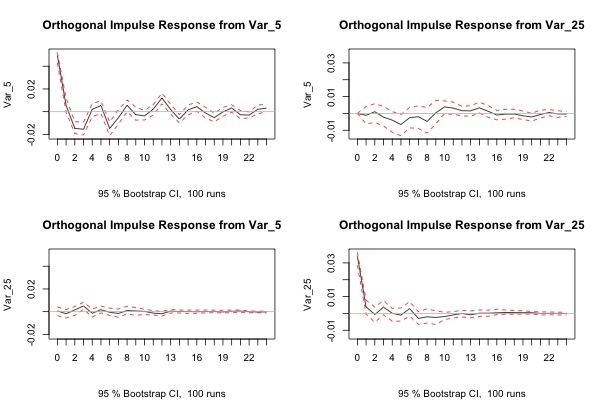 Orthogonal Impulse Response from Var_5
Var_5
0.02
-0.02
0 2 4 6 8 10 13 16 19 22
95 % Bootstrap CI, 100 runs
Orthogonal Impulse Response from Var_25
Var_5
0.03
0.01
-0.01
0 2 4 6 8 10 13 16 19 22
95 % Bootstrap CI, 100 runs
Orthogonal Impulse Response from Var_5
Var_25
0.02
-0.02
0 2 4 6 8 10 13 16 19 22
95 % Bootstrap CI, 100 runs
Orthogonal Impulse Response from Var_25
Var_25
0.03
0.01
-0.01
0 2 4 6 8 10 13 16 19 22
95 % Bootstrap CI, 100 runs